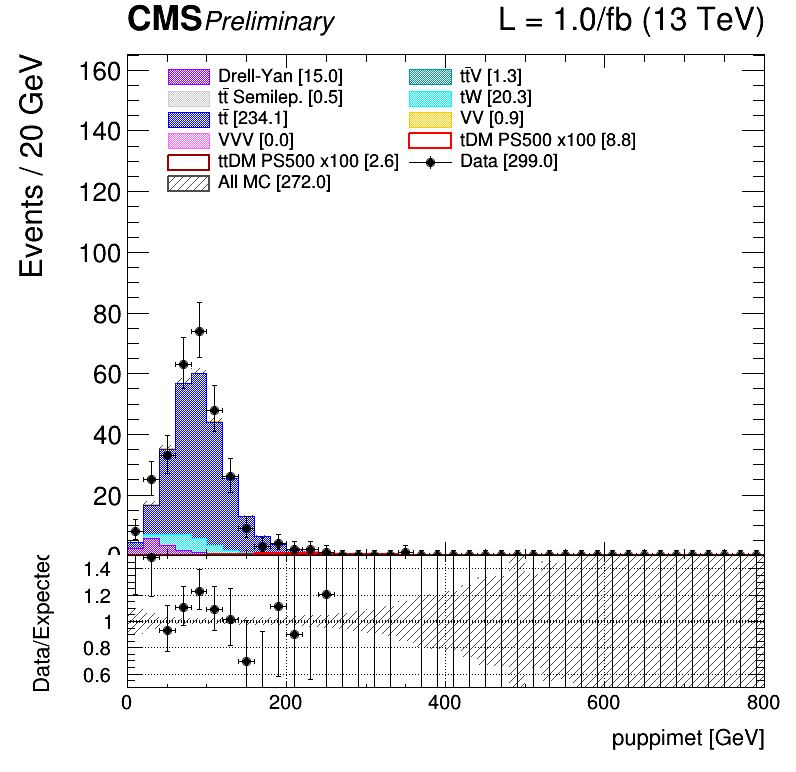 CMS Preliminary L = 1.0/fb (13 TeV)
Events / 20 GeV
160
140
120
100
80
60
40
20
0
Drell-Yan [15.0]
tt̄ Semilep. [0.5]
tt̄ [234.1]
VVV [0.0]
ttDM PS500 x100 [2.6]
All MC [272.0]
tt̄V [1.3]
tW [20.3]
VV [0.9]
tDM PS500 x100 [8.8]
Data [299.0]
Data/Expected
1.4
1.2
1
0.8
0.6
0 200 400 600 800
puppimet [GeV]